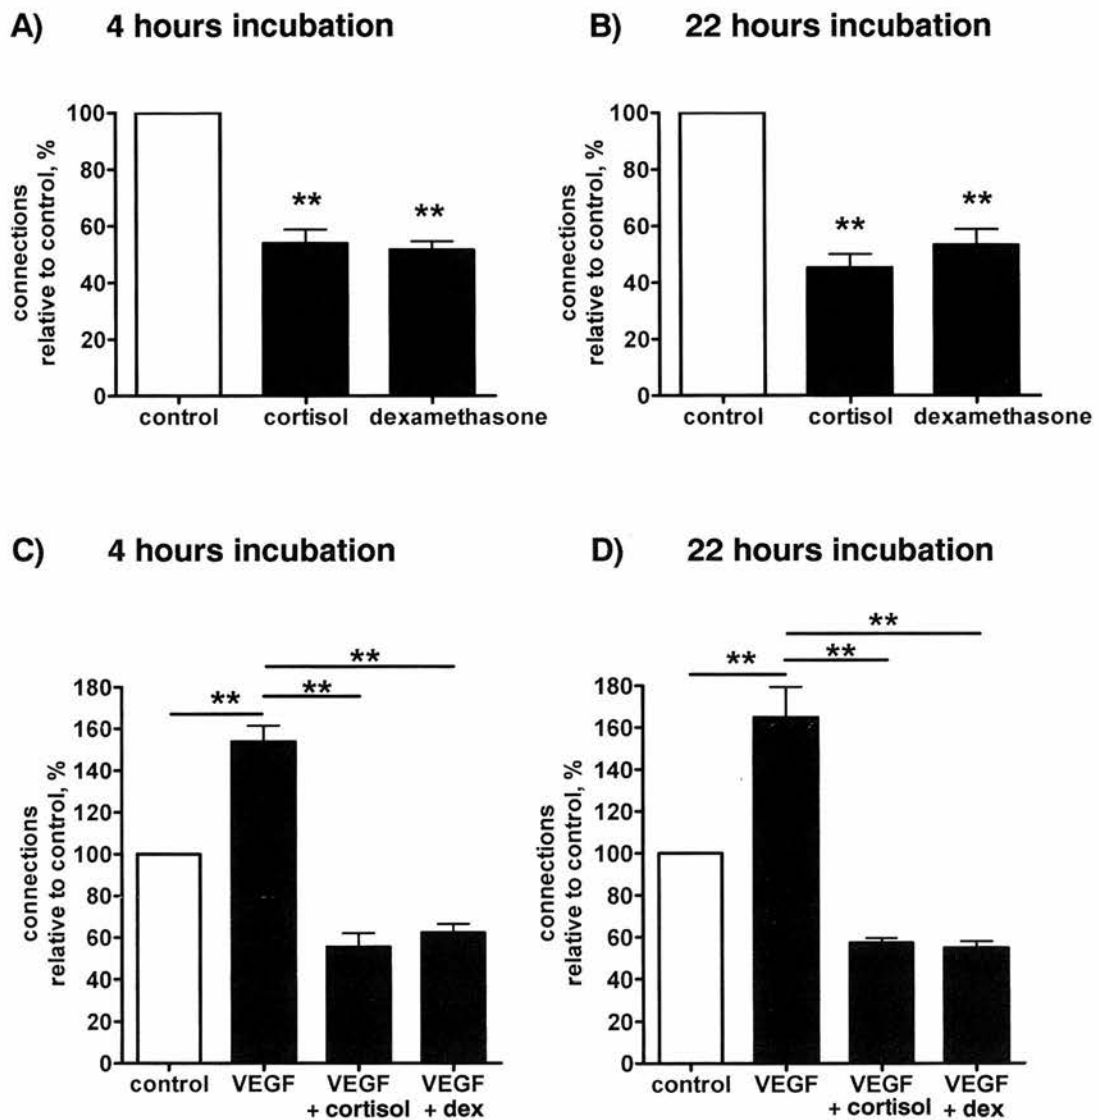 A) 4 hours incubation
B) 22 hours incubation
connections
relative to control, %
100
80
60
40
20
0
**
**
control
cortisol
dexamethasone
connections
relative to control, %
100
80
60
40
20
0
**
**
control
cortisol
dexamethasone
C) 4 hours incubation
D) 22 hours incubation
connections
relative to control, %
180
160
140
120
100
80
60
40
20
0
**
**
**
control
VEGF
VEGF
+ cortisol
VEGF
+ dex
connections
relative to control, %
180
160
140
120
100
80
60
40
20
0
**
**
**
control
VEGF
VEGF
+ cortisol
VEGF
+ dex